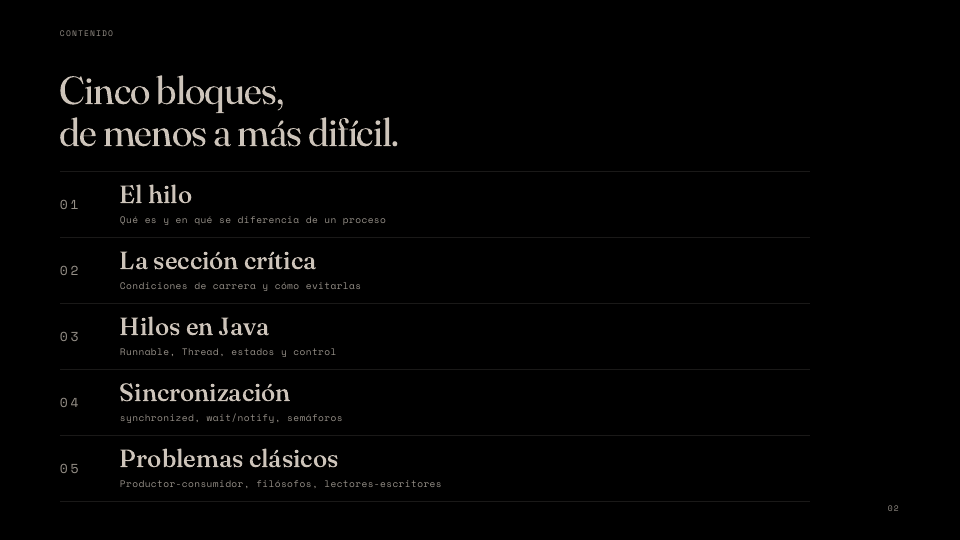 CONTENIDO
Cinco bloques,
de menos a más difícil.
01
El hilo
Qué es y en qué se diferencia de un proceso
02
La sección crítica
Condiciones de carrera y cómo evitarlas
03
Hilos en Java
Runnable, Thread, estados y control
04
Sincronización
synchronized, wait/notify, semáforos
05
Problemas clásicos
Productor-consumidor, filósofos, lectores-escritores
02